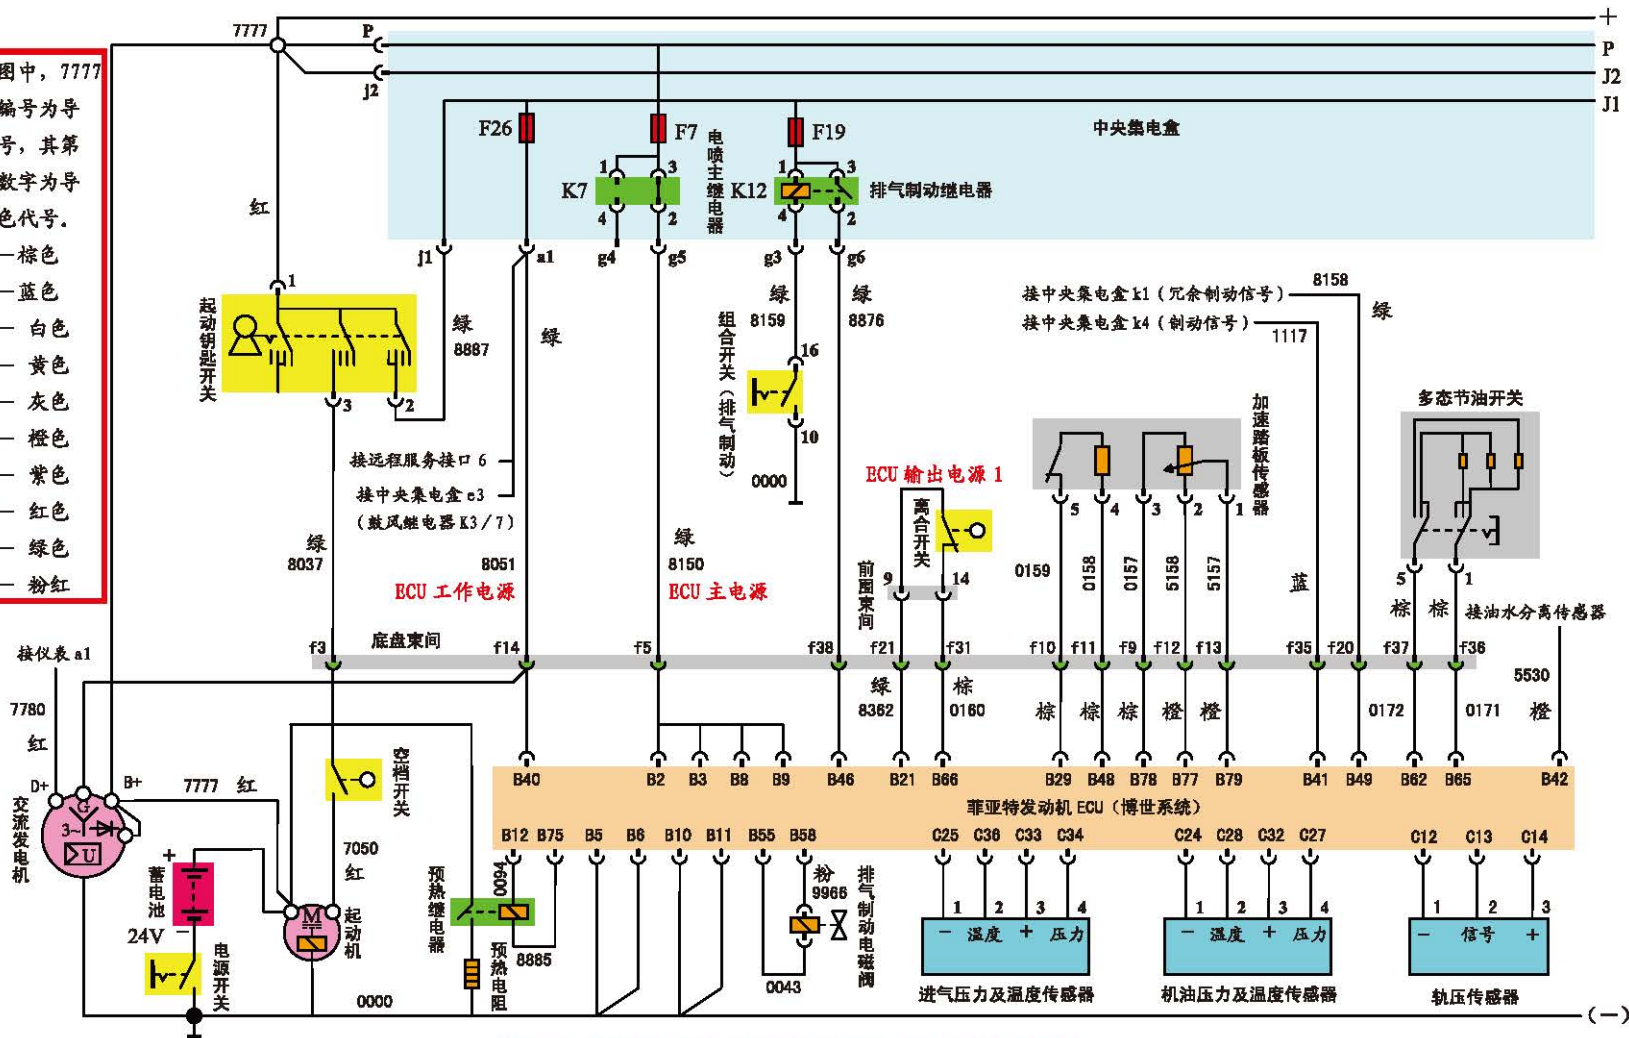 7777
P
+
P
J2
J1
j2
图中，7777
编号为导
号，其第
数字为导
色代号．
—棕色
—蓝色
— 白色
— 黄色
— 灰色
— 橙色
— 紫色
— 红色
— 绿色
— 粉红
F26
F7
F19
中央集电盒
电喷主继电器
1 3
K7
4 2
1 3
K12
排气制动继电器
4 2
红
j1 a1 g4 g5 g3 g6
1
起动钥匙开关
3 2
绿
8887
绿
绿
8159
绿
8876
组合开关（排气制动）
16
10
0000
接中央集电盒 k1（冗余制动信号）
8158
绿
接中央集电盒 k4（制动信号）
1117
接远程服务接口 6
接中央集电盒 e3
（鼓风继电器 K3/7）
绿
8037
8051
ECU 工作电源
绿
8150
ECU 主电源
ECU 输出电源 1
离合开关
前围束间
9 14
加速踏板传感器
5 4 3 2 1
0159 0158 0157 5158 5157
蓝
多态节油开关
5 1
棕 棕
接油水分离传感器
5530
橙
接仪表 a1
7780
红
底盘束间
f3 f14 f5 f38 f21 f31 f10 f11 f9 f12 f13 f35 f20 f37 f36
绿
8362
棕
0160
棕 棕 棕 橙 橙
0172 0171
B40 B2 B3 B8 B9 B46 B21 B66 B29 B48 B78 B77 B79 B41 B49 B62 B65 B42
菲亚特发动机 ECU（博世系统）
B12 B75 B5 B6 B10 B11 B55 B58 C25 C36 C33 C34 C24 C28 C32 C27 C12 C13 C14
D+
B+
G
3~
U
交流发电机
7777 红
空档开关
7050
红
+
蓄电池
24V
−
电源开关
M
起动机
0000
预热继电器
0094
8885
预热电阻
粉
9966
排气制动电磁阀
0043
1 2 3 4
− 温度 + 压力
进气压力及温度传感器
1 2 3 4
− 温度 + 压力
机油压力及温度传感器
1 2 3
− 信号 +
轨压传感器
(—)